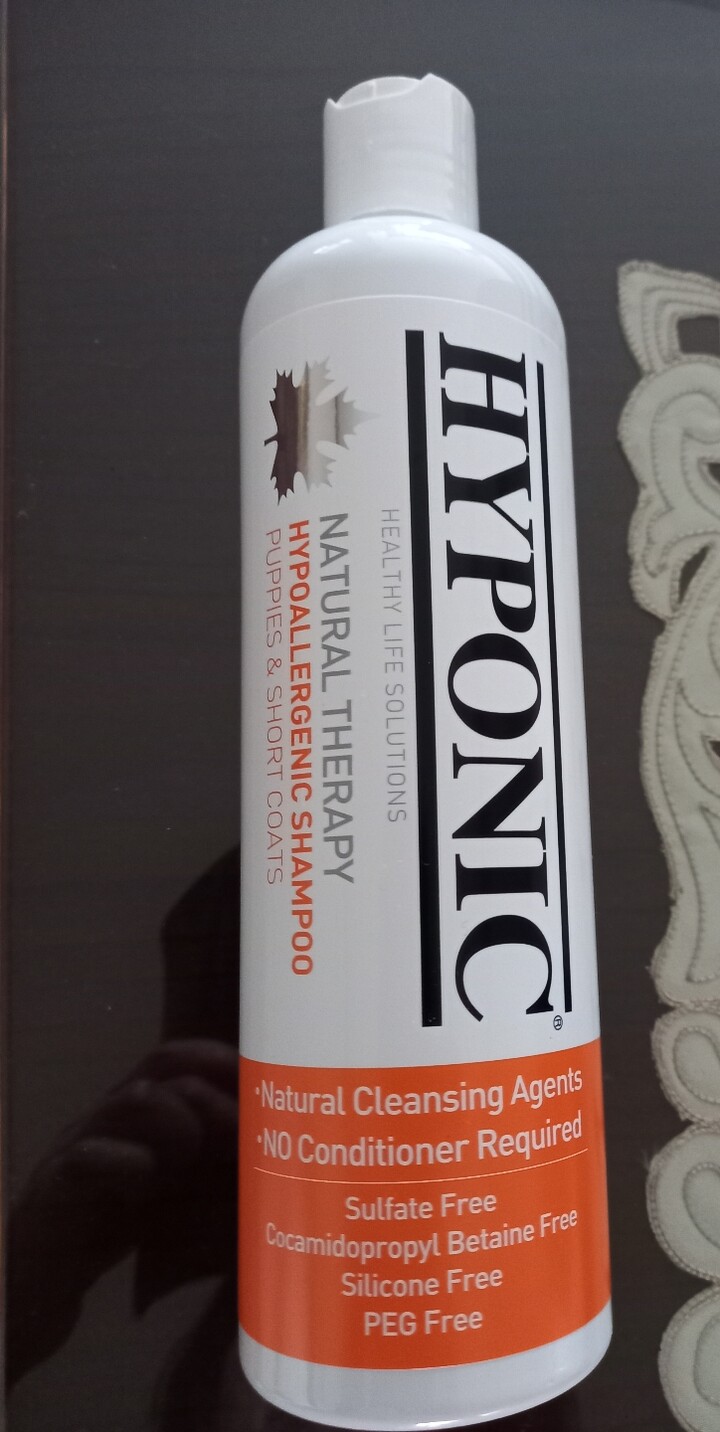 HYPONIC®
HEALTHY LIFE SOLUTIONS
NATURAL THERAPY
HYPOALLERGENIC SHAMPOO
PUPPIES & SHORT COATS
·Natural Cleansing Agents
·NO Conditioner Required
Sulfate Free
Cocamidopropyl Betaine Free
Silicone Free
PEG Free